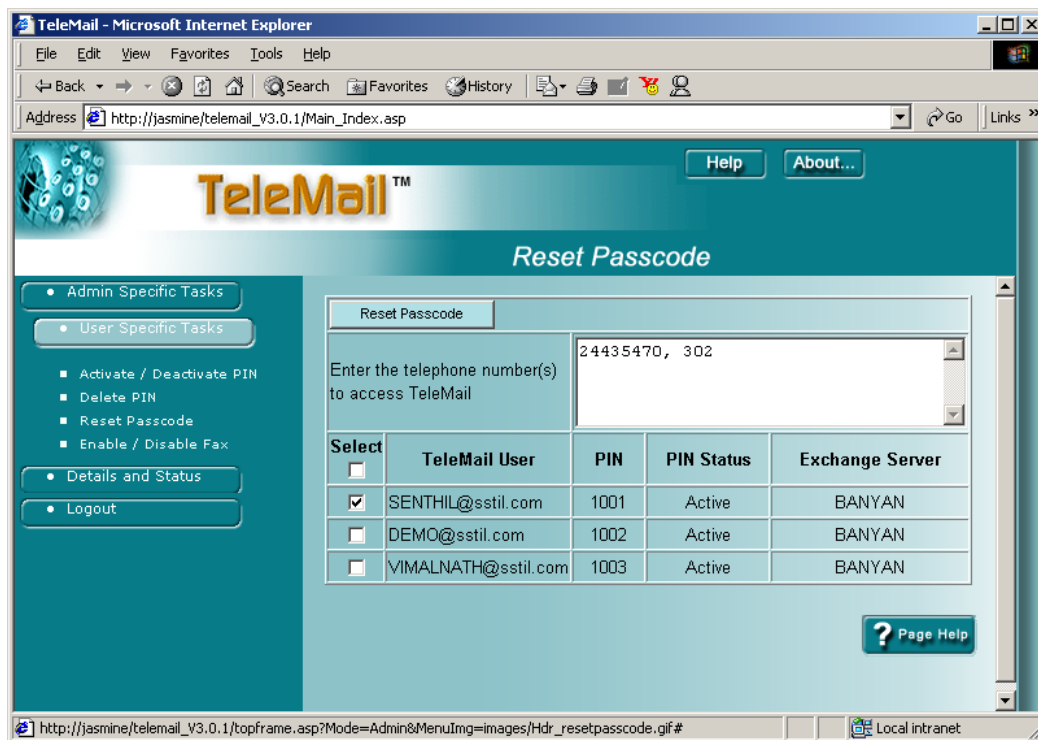 TeleMail - Microsoft Internet Explorer
File Edit View Favorites Tools Help
Back Search Favorites History
Address http://jasmine/telemail_V3.0.1/Main_Index.asp Go Links »
Help About...
TeleMail™
Reset Passcode
• Admin Specific Tasks
• User Specific Tasks
Activate / Deactivate PIN
Delete PIN
Reset Passcode
Enable / Disable Fax
• Details and Status
• Logout
Reset Passcode
Enter the telephone number(s)
to access TeleMail
24435470, 302
Select TeleMail User PIN PIN Status Exchange Server
SENTHIL@sstil.com 1001 Active BANYAN
DEMO@sstil.com 1002 Active BANYAN
VIMALNATH@sstil.com 1003 Active BANYAN
? Page Help
http://jasmine/telemail_V3.0.1/topframe.asp?Mode=Admin&MenuImg=images/Hdr_resetpasscode.gif# Local intranet